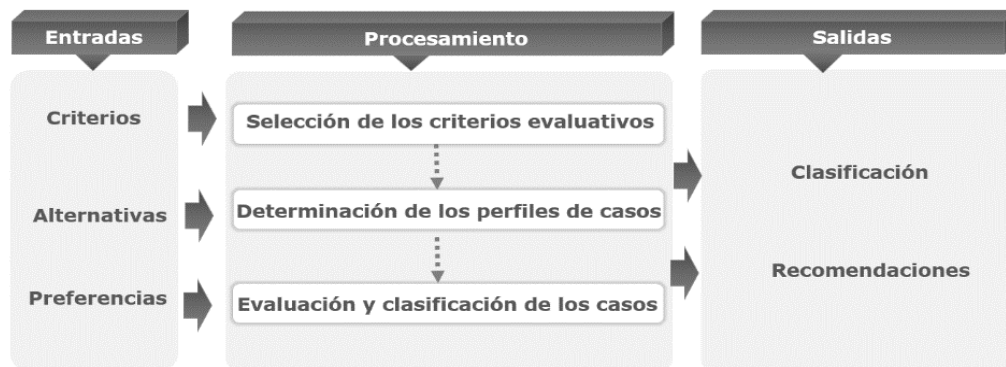 Entradas
Procesamiento
Salidas
Criterios
Alternativas
Preferencias
Selección de los criterios evaluativos
Determinación de los perfiles de casos
Evaluación y clasificación de los casos
Clasificación
Recomendaciones